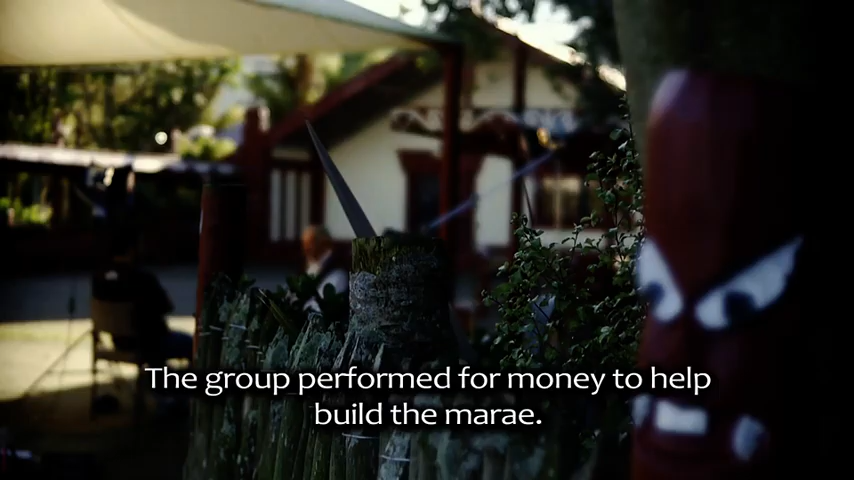 The group performed for money to help
build the marae.